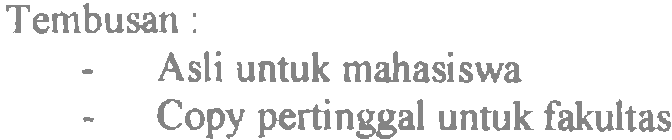 Tembusan :
- Asli untuk mahasiswa
- Copy pertinggal untuk fakultas